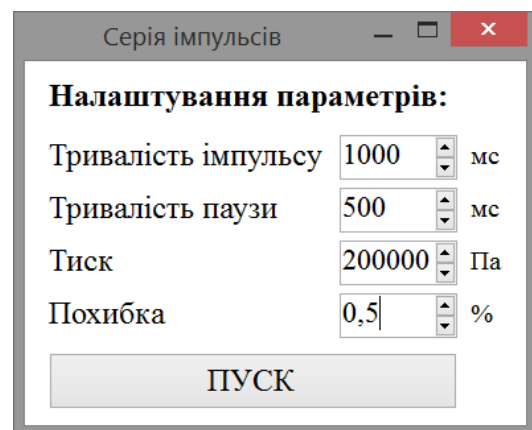 Серія імпульсів
Налаштування параметрів:
Тривалість імпульсу 1000 мс
Тривалість паузи 500 мс
Тиск 200000 Па
Похибка 0,5 %
ПУСК